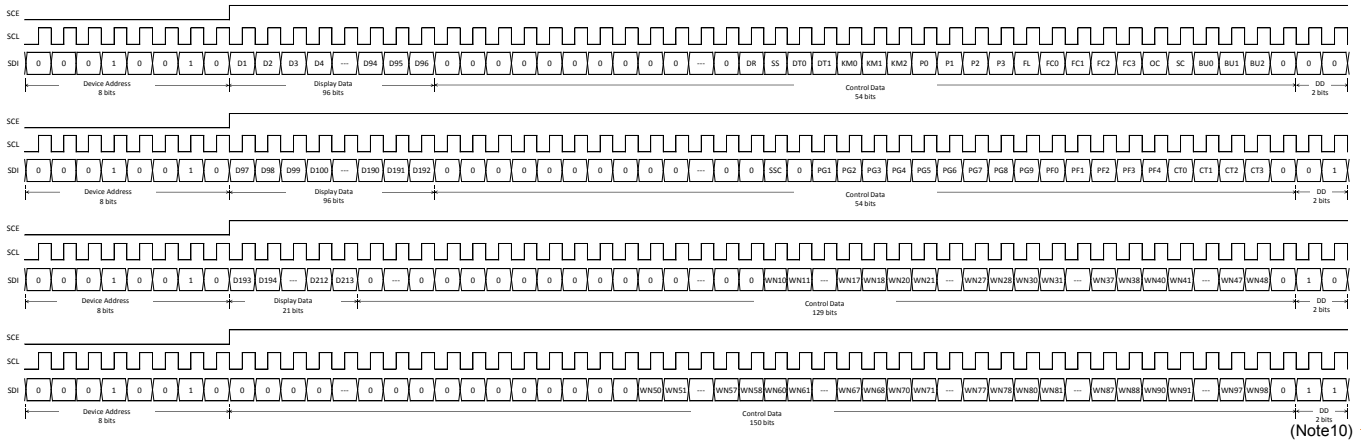 SCE
SCL
SDI 0 0 0 1 0 0 1 0 D1 D2 D3 D4 --- D94 D95 D96 0 0 0 0 0 0 0 0 0 0 --- 0 DR SS DT0 DT1 KM0 KM1 KM2 P0 P1 P2 P3 FL FC0 FC1 FC2 FC3 OC SC BU0 BU1 BU2 0 0 0
Device Address Display Data Control Data DD
8 bits 96 bits 54 bits 2 bits
SCE
SCL
SDI 0 0 0 1 0 0 1 0 D97 D98 D99 D100 --- D190 D191 D192 0 0 0 0 0 0 0 0 0 0 --- 0 0 SSC 0 PG1 PG2 PG3 PG4 PG5 PG6 PG7 PG8 PG9 PF0 PF1 PF2 PF3 PF4 CT0 CT1 CT2 CT3 0 0 1
Device Address Display Data Control Data DD
8 bits 96 bits 54 bits 2 bits
SCE
SCL
SDI 0 0 0 1 0 0 1 0 D193 D194 --- D212 D213 0 --- 0 0 0 0 0 0 0 0 0 0 0 --- 0 0 WN10 WN11 --- WN17 WN18 WN20 WN21 --- WN27 WN28 WN30 WN31 --- WN37 WN38 WN40 WN41 --- WN47 WN48 0 1 0
Device Address Display Data Control Data DD
8 bits 21 bits 129 bits 2 bits
SCE
SCL
SDI 0 0 0 1 0 0 1 0 0 0 0 0 --- 0 0 0 0 0 0 0 0 0 0 0 WN50 WN51 --- WN57 WN58 WN60 WN61 --- WN67 WN68 WN70 WN71 --- WN77 WN78 WN80 WN81 --- WN87 WN88 WN90 WN91 --- WN97 WN98 0 1 1
Device Address Control Data DD
8 bits 150 bits 2 bits
(Note10)